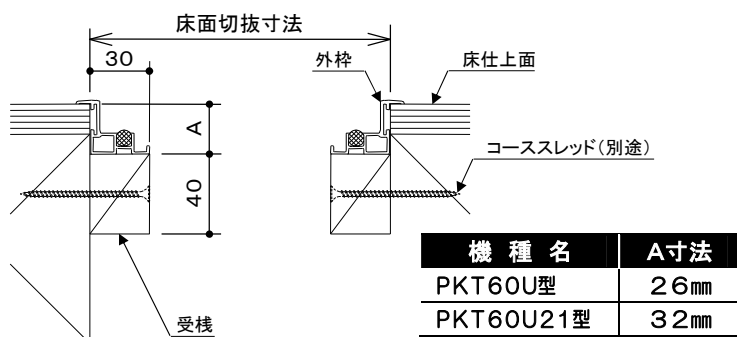 床面切抜寸法
30
外枠
床仕上面
A
コーススレッド(別途)
40
受桟
機種名 A寸法
PKT60U型 26㎜
PKT60U21型 32㎜